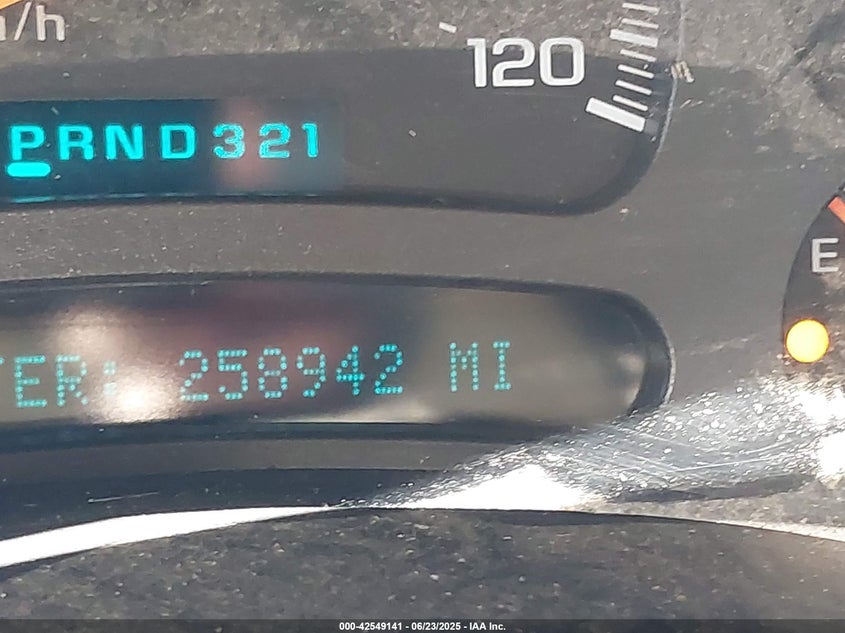 /h
120
PRND321
E
TER: 258942 MI
000-42549141 - 06/23/2025 - IAA Inc.